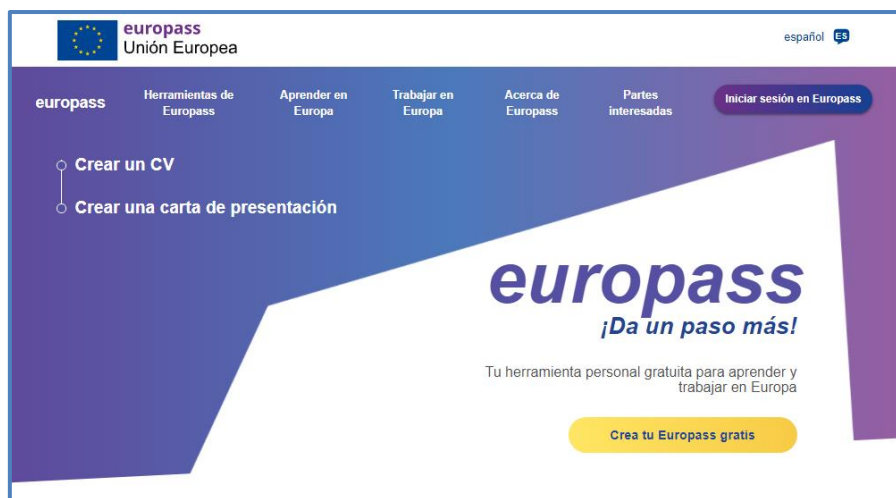 europass
Unión Europea
español ES
europass
Herramientas de
Europass
Aprender en
Europa
Trabajar en
Europa
Acerca de
Europass
Partes
interesadas
Iniciar sesión en Europass
Crear un CV
Crear una carta de presentación
europass
¡Da un paso más!
Tu herramienta personal gratuita para aprender y
trabajar en Europa
Crea tu Europass gratis